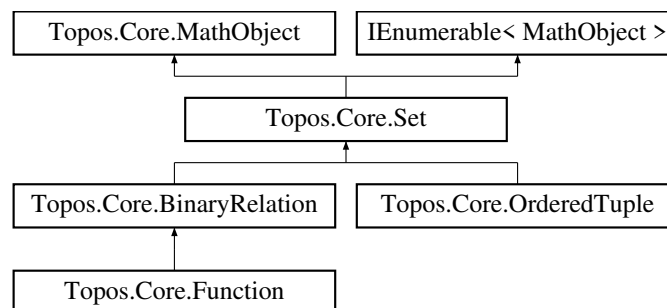 Topos.Core.MathObject
IEnumerable< MathObject >
Topos.Core.Set
Topos.Core.BinaryRelation
Topos.Core.OrderedTuple
Topos.Core.Function